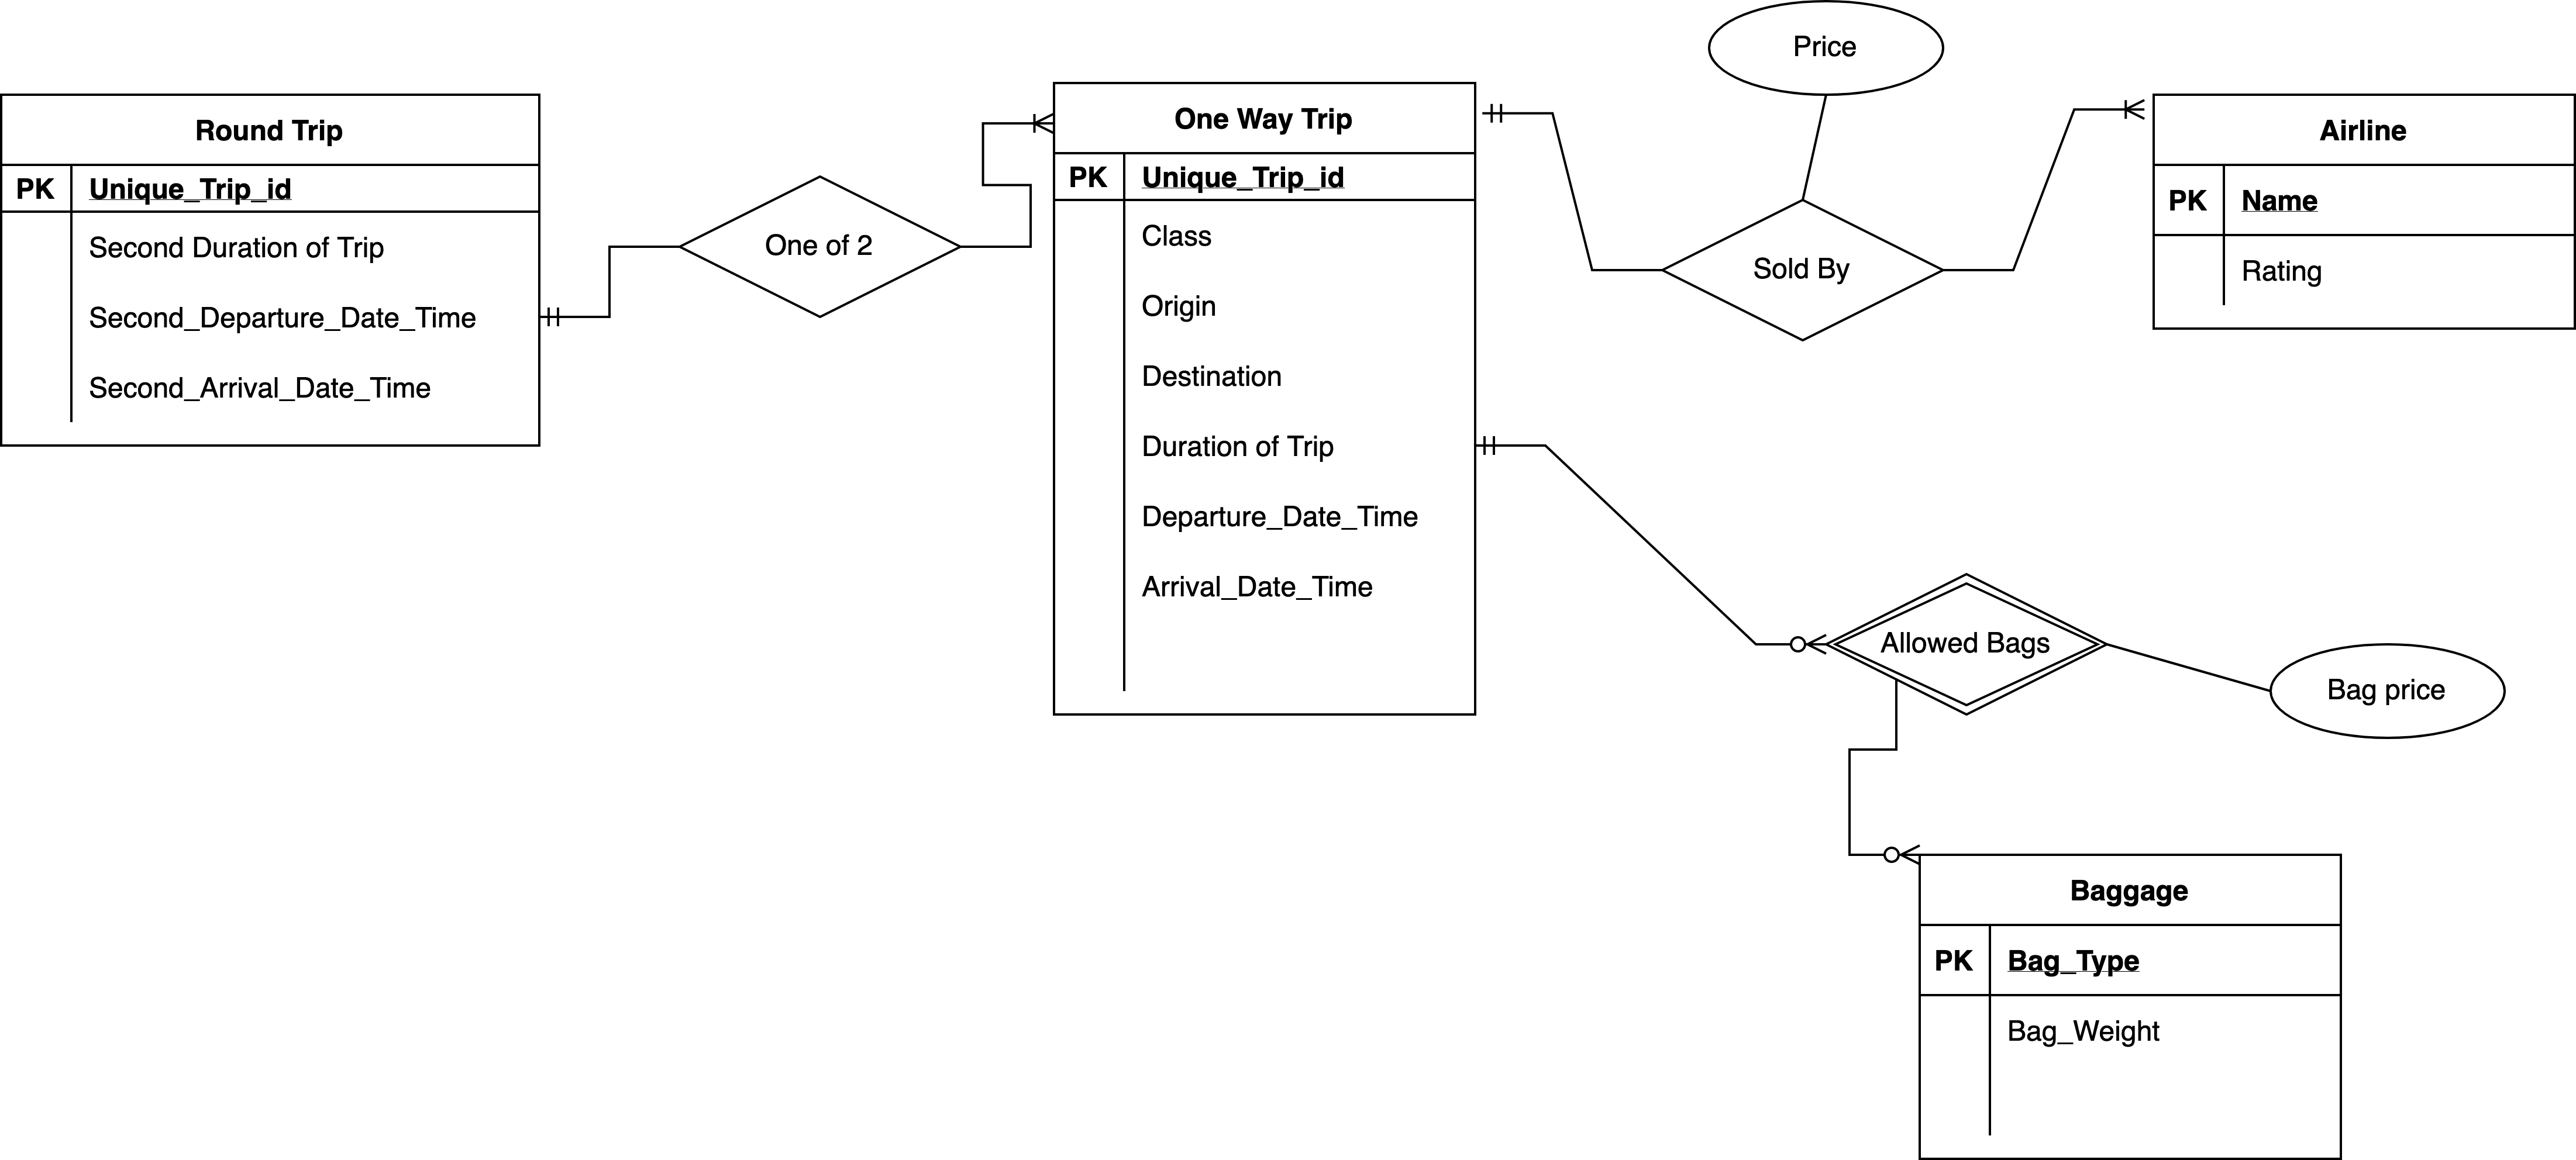 Price
Round Trip
PK Unique_Trip_id
Second Duration of Trip
Second_Departure_Date_Time
Second_Arrival_Date_Time
One of 2
One Way Trip
PK Unique_Trip_id
Class
Origin
Destination
Duration of Trip
Departure_Date_Time
Arrival_Date_Time
Sold By
Airline
PK Name
Rating
Allowed Bags
Bag price
Baggage
PK Bag_Type
Bag_Weight